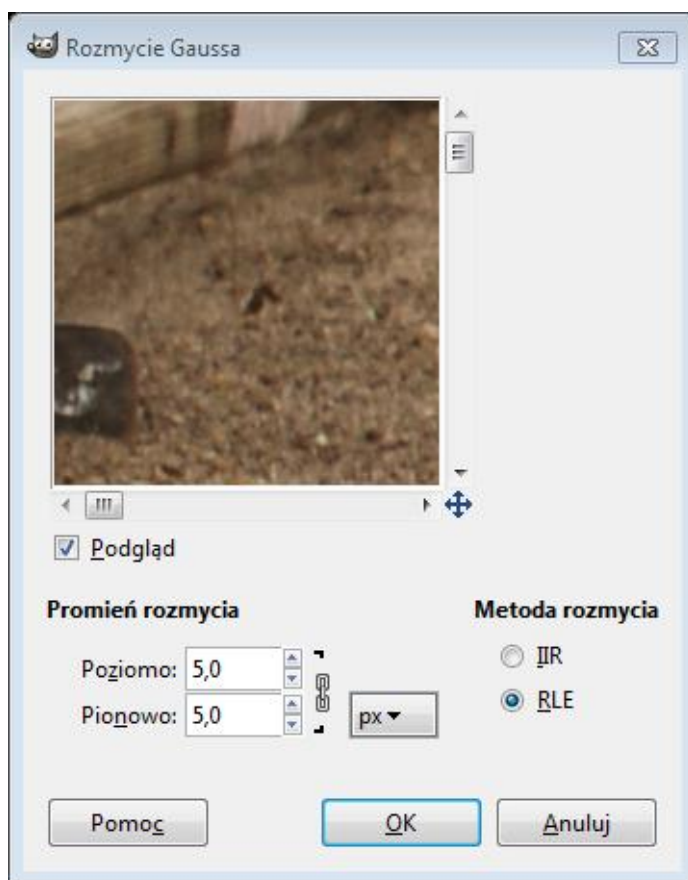 Rozmycie Gaussa
Podgląd
Promień rozmycia
Metoda rozmycia
Poziomo: 5,0
IIR
Pionowo: 5,0
px
RLE
Pomoc
OK
Anuluj